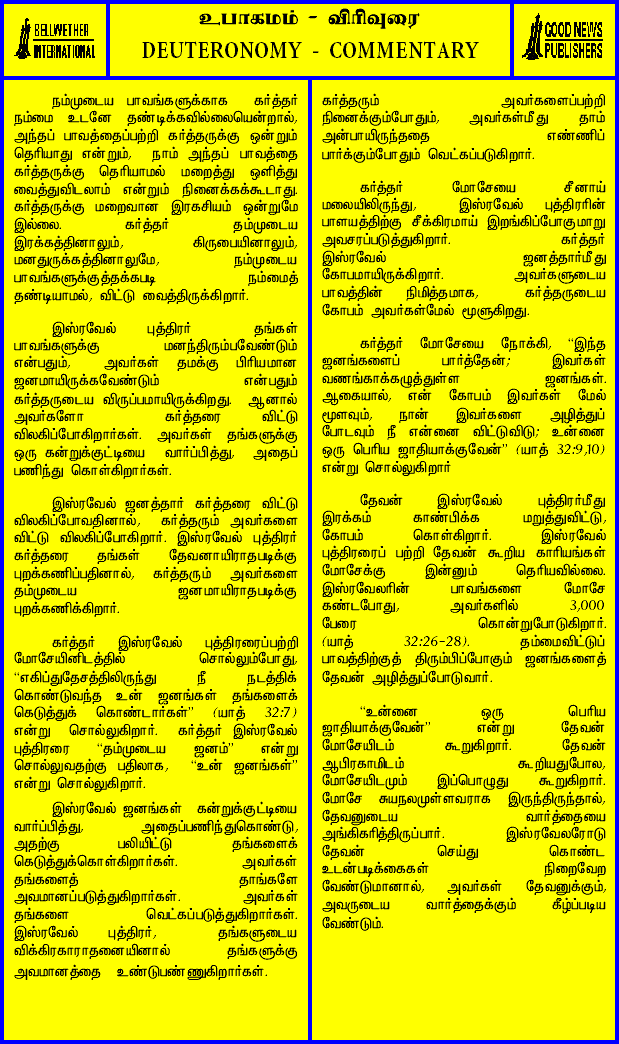 BELLWETHER
INTERNATIONAL
உபாகமம் - விரிவுரை
DEUTERONOMY - COMMENTARY
GOOD NEWS
PUBLISHERS
நம்முடைய பாவங்களுக்காக கர்த்தர்
நம்மை உடனே தண்டிக்கவில்லையென்றால்,
அந்தப் பாவத்தைப்பற்றி கர்த்தருக்கு ஒன்றும்
தெரியாது என்றும், நாம் அந்தப் பாவத்தை
கர்த்தருக்கு தெரியாமல் மறைத்து ஒளித்து
வைத்துவிடலாம் என்றும் நினைக்கக்கூடாது.
கர்த்தருக்கு மறைவான இரகசியம் ஒன்றுமே
இல்லை. கர்த்தர் தம்முடைய
இரக்கத்தினாலும், கிருபையினாலும்,
மனதுருக்கத்தினாலுமே, நம்முடைய
பாவங்களுக்குத்தக்கபடி நம்மைத்
தண்டியாமல், விட்டு வைத்திருக்கிறார்.
இஸ்ரவேல் புத்திரர் தங்கள்
பாவங்களுக்கு மனந்திரும்பவேண்டும்
என்பதும், அவர்கள் தமக்கு பிரியமான
ஜனமாயிருக்கவேண்டும் என்பதும்
கர்த்தருடைய விருப்பமாயிருக்கிறது. ஆனால்
அவர்களோ கர்த்தரை விட்டு
விலகிப்போகிறார்கள். அவர்கள் தங்களுக்கு
ஒரு கன்றுக்குட்டியை வார்ப்பித்து, அதைப்
பணிந்து கொள்கிறார்கள்.
இஸ்ரவேல் ஜனத்தார் கர்த்தரை விட்டு
விலகிப்போவதினால், கர்த்தரும் அவர்களை
விட்டு விலகிப்போகிறார். இஸ்ரவேல் புத்திரர்
கர்த்தரை தங்கள் தேவனாயிராதபடிக்கு
புறக்கணிப்பதினால், கர்த்தரும் அவர்களை
தம்முடைய ஜனமாயிராதபடிக்கு
புறக்கணிக்கிறார்.
கர்த்தர் இஸ்ரவேல் புத்திரரைப்பற்றி
மோசேயினிடத்தில் சொல்லும்போது,
“எகிப்துதேசத்திலிருந்து நீ நடத்திக்
கொண்டுவந்த உன் ஜனங்கள் தங்களைக்
கெடுத்துக் கொண்டார்கள்” (யாத் 32:7)
என்று சொல்லுகிறார். கர்த்தர் இஸ்ரவேல்
புத்திரரை “தம்முடைய ஜனம்” என்று
சொல்லுவதற்கு பதிலாக, “உன் ஜனங்கள்”
என்று சொல்லுகிறார்.
இஸ்ரவேல் ஜனங்கள் கன்றுக்குட்டியை
வார்ப்பித்து, அதைப்பணிந்துகொண்டு,
அதற்கு பலியிட்டு தங்களைக்
கெடுத்துக்கொள்கிறார்கள். அவர்கள்
தங்களைத் தாங்களே
அவமானப்படுத்துகிறார்கள். அவர்கள்
தங்களை வெட்கப்படுத்துகிறார்கள்.
இஸ்ரவேல் புத்திரர், தங்களுடைய
விக்கிரகாராதனையினால் தங்களுக்கு
அவமானத்தை உண்டுபண்ணுகிறார்கள்.
கர்த்தரும் அவர்களைப்பற்றி
நினைக்கும்போதும், அவர்கள்மீது தாம்
அன்பாயிருந்ததை எண்ணிப்
பார்க்கும்போதும் வெட்கப்படுகிறார்.
கர்த்தர் மோசேயை சீனாய்
மலையிலிருந்து, இஸ்ரவேல் புத்திரரின்
பாளயத்திற்கு சீக்கிரமாய் இறங்கிப்போகுமாறு
அவசரப்படுத்துகிறார். கர்த்தர்
இஸ்ரவேல் ஜனத்தார்மீது
கோபமாயிருக்கிறார். அவர்களுடைய
பாவத்தின் நிமித்தமாக, கர்த்தருடைய
கோபம் அவர்கள்மேல் மூளுகிறது.
கர்த்தர் மோசேயை நோக்கி, “இந்த
ஜனங்களைப் பார்த்தேன்; இவர்கள்
வணங்காக்கழுத்துள்ள ஜனங்கள்.
ஆகையால், என் கோபம் இவர்கள் மேல்
மூளவும், நான் இவர்களை அழித்துப்
போடவும் நீ என்னை விட்டுவிடு; உன்னை
ஒரு பெரிய ஜாதியாக்குவேன்” (யாத் 32:9,10)
என்று சொல்லுகிறார்
தேவன் இஸ்ரவேல் புத்திரர்மீது
இரக்கம் காண்பிக்க மறுத்துவிட்டு,
கோபம் கொள்கிறார். இஸ்ரவேல்
புத்திரரைப் பற்றி தேவன் கூறிய காரியங்கள்
மோசேக்கு இன்னும் தெரியவில்லை.
இஸ்ரவேலரின் பாவங்களை மோசே
கண்டபோது, அவர்களில் 3,000
பேரை கொன்றுபோடுகிறார்.
(யாத் 32:26-28). தம்மைவிட்டுப்
பாவத்திற்குத் திரும்பிப்போகும் ஜனங்களைத்
தேவன் அழித்துப்போடுவார்.
“உன்னை ஒரு பெரிய
ஜாதியாக்குவேன்” என்று தேவன்
மோசேயிடம் கூறுகிறார். தேவன்
ஆபிரகாமிடம் கூறியதுபோல,
மோசேயிடமும் இப்பொழுது கூறுகிறார்.
மோசே சுயநலமுள்ளவராக இருந்திருந்தால்,
தேவனுடைய வார்த்தையை
அங்கிகரித்திருப்பார். இஸ்ரவேலரோடு
தேவன் செய்து கொண்ட
உடன்படிக்கைகள் நிறைவேற
வேண்டுமானால், அவர்கள் தேவனுக்கும்,
அவருடைய வார்த்தைக்கும் கீழ்ப்படிய
வேண்டும்.